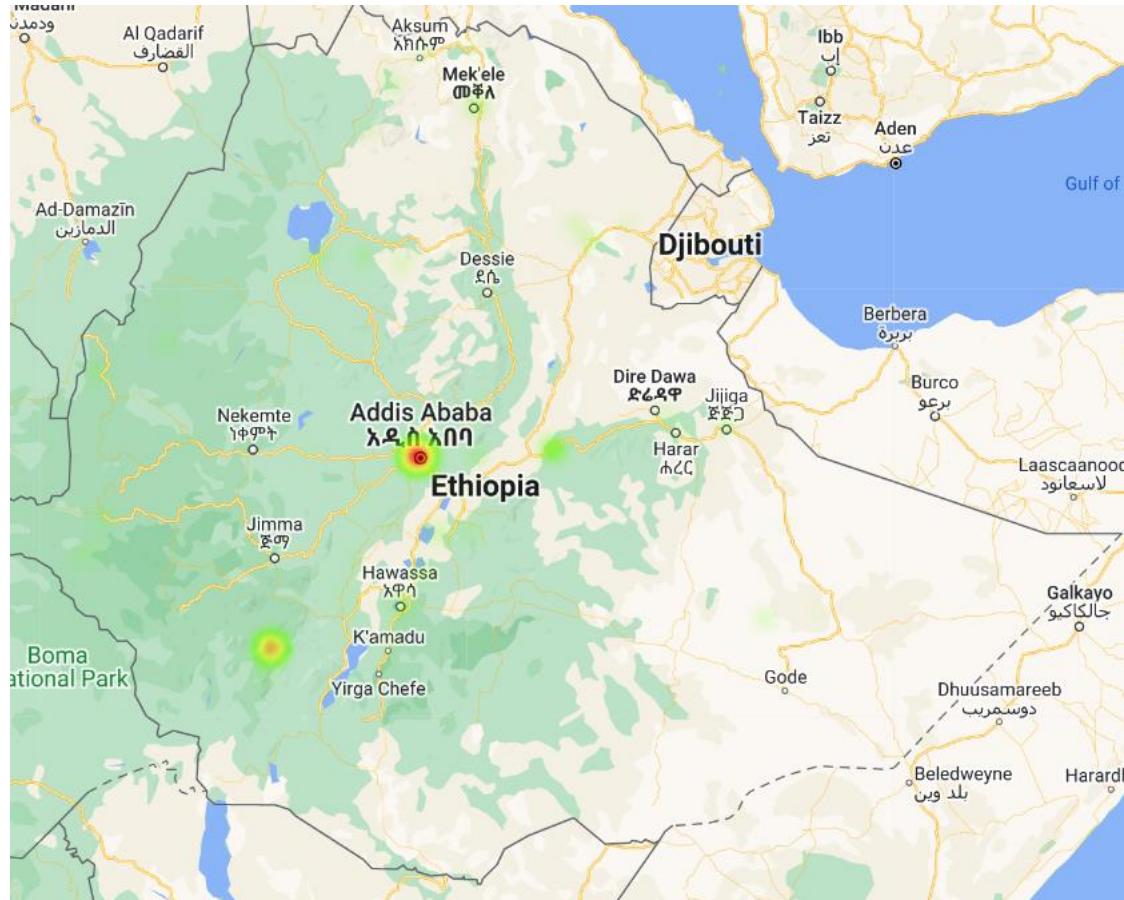 Madani
ودمدني
Al Qadarif
القضارف
Aksum
አክሱም
Mek'ele
መቐለ
Ibb
إب
Taizz
تعز
Aden
عدن
Gulf of
Ad-Damazīn
الدمازين
Dessie
ደሴ
Djibouti
Berbera
بربرة
Dire Dawa
ድሬዳዋ
Jijiga
ጅጅጋ
Burco
برعو
Nekemte
ነቀምት
Addis Ababa
አዲስ አበባ
Harar
ሐረር
Ethiopia
Laascaanood
لاسعانود
Jimma
ጅማ
Hawassa
አዋሳ
Galkayo
جالكاكيو
K'amadu
Boma
ational Park
Yirga Chefe
Gode
Dhuusamareeb
دوسمريب
Beledweyne
بلد وين
Harardh